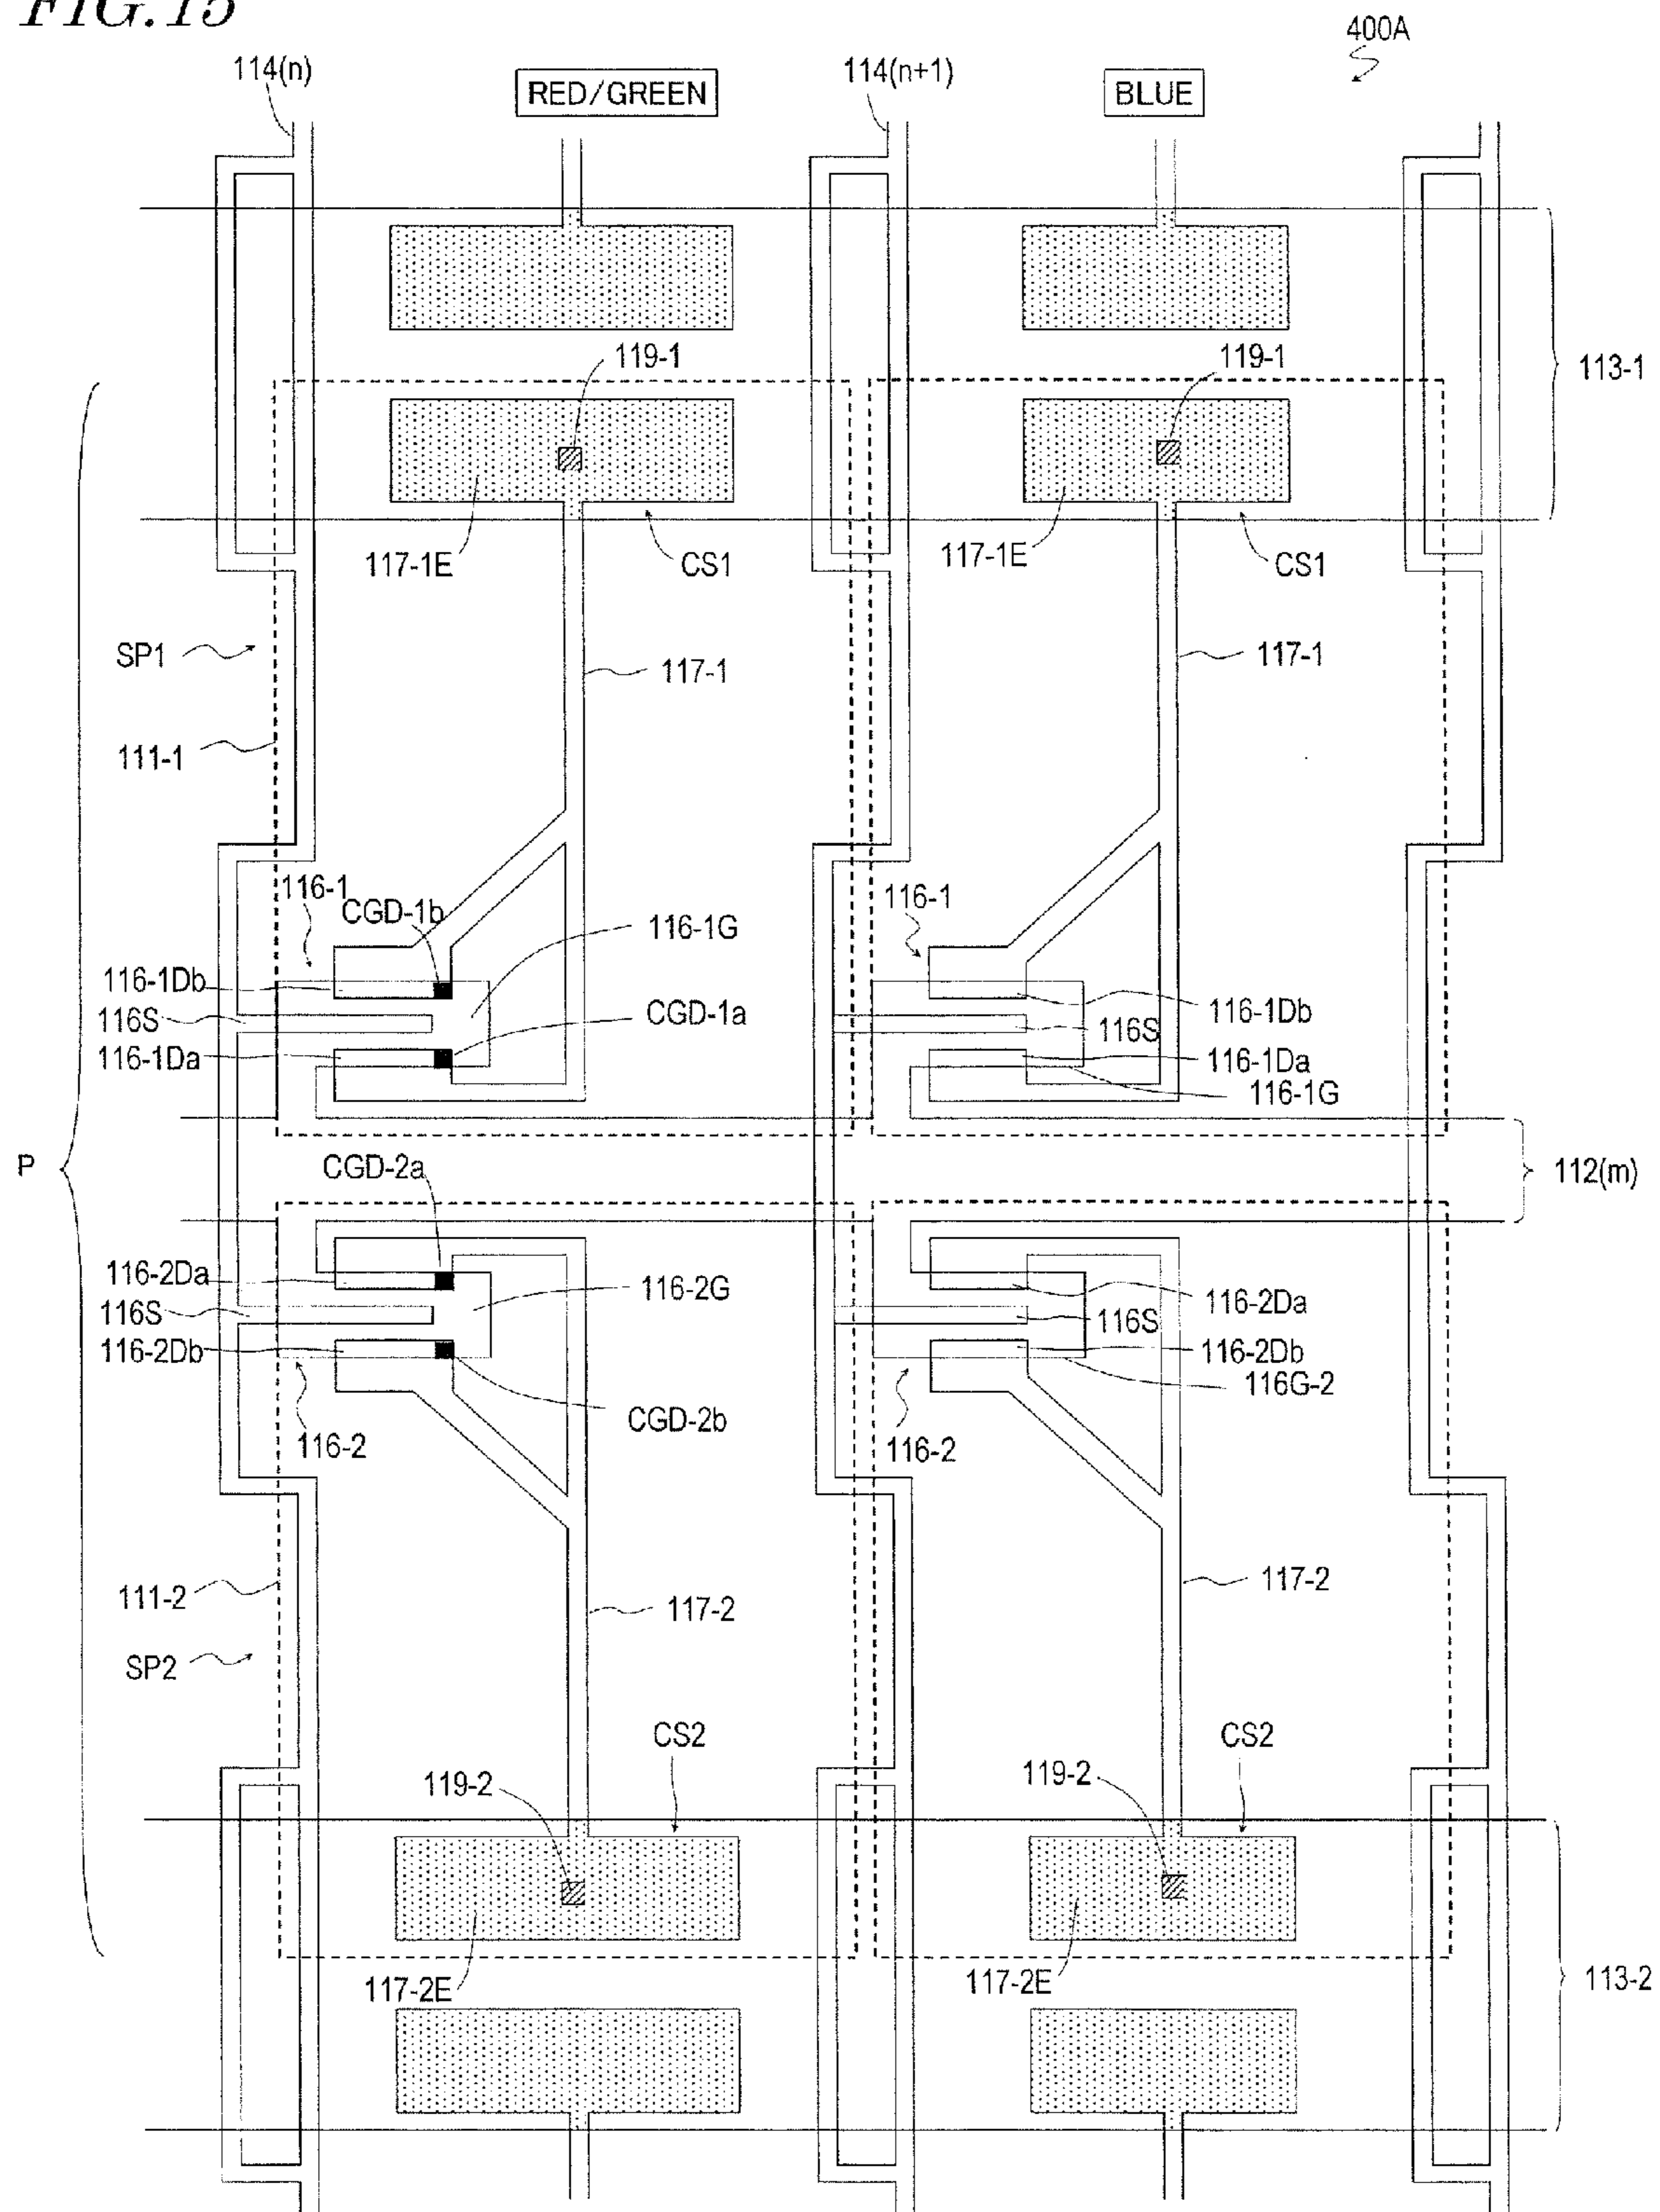 FIG. 15
400A
114(n)
RED/GREEN
114(n+1)
BLUE
119-1
119-1
113-1
117-1E
CS1
117-1E
CS1
SP1
117-1
117-1
111-1
116-1
CGD-1b
116-1G
116-1
116-1Db
116S
CGD-1a
116-1Db
116S
116-1Da
116-1Da
116-1G
P
CGD-2a
112(m)
116-2Da
116-2G
116-2Da
116S
116S
116-2Db
116-2Db
116G-2
CGD-2b
116-2
116-2
111-2
117-2
117-2
SP2
CS2
CS2
119-2
119-2
117-2E
117-2E
113-2